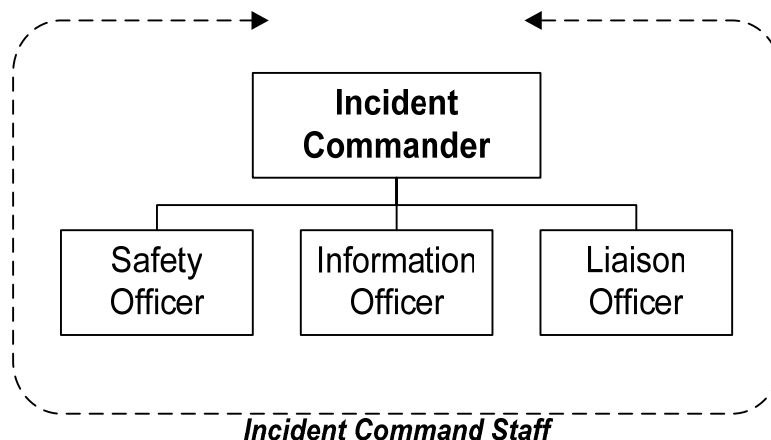 Incident
Commander
Safety
Officer
Information
Officer
Liaison
Officer
Incident Command Staff